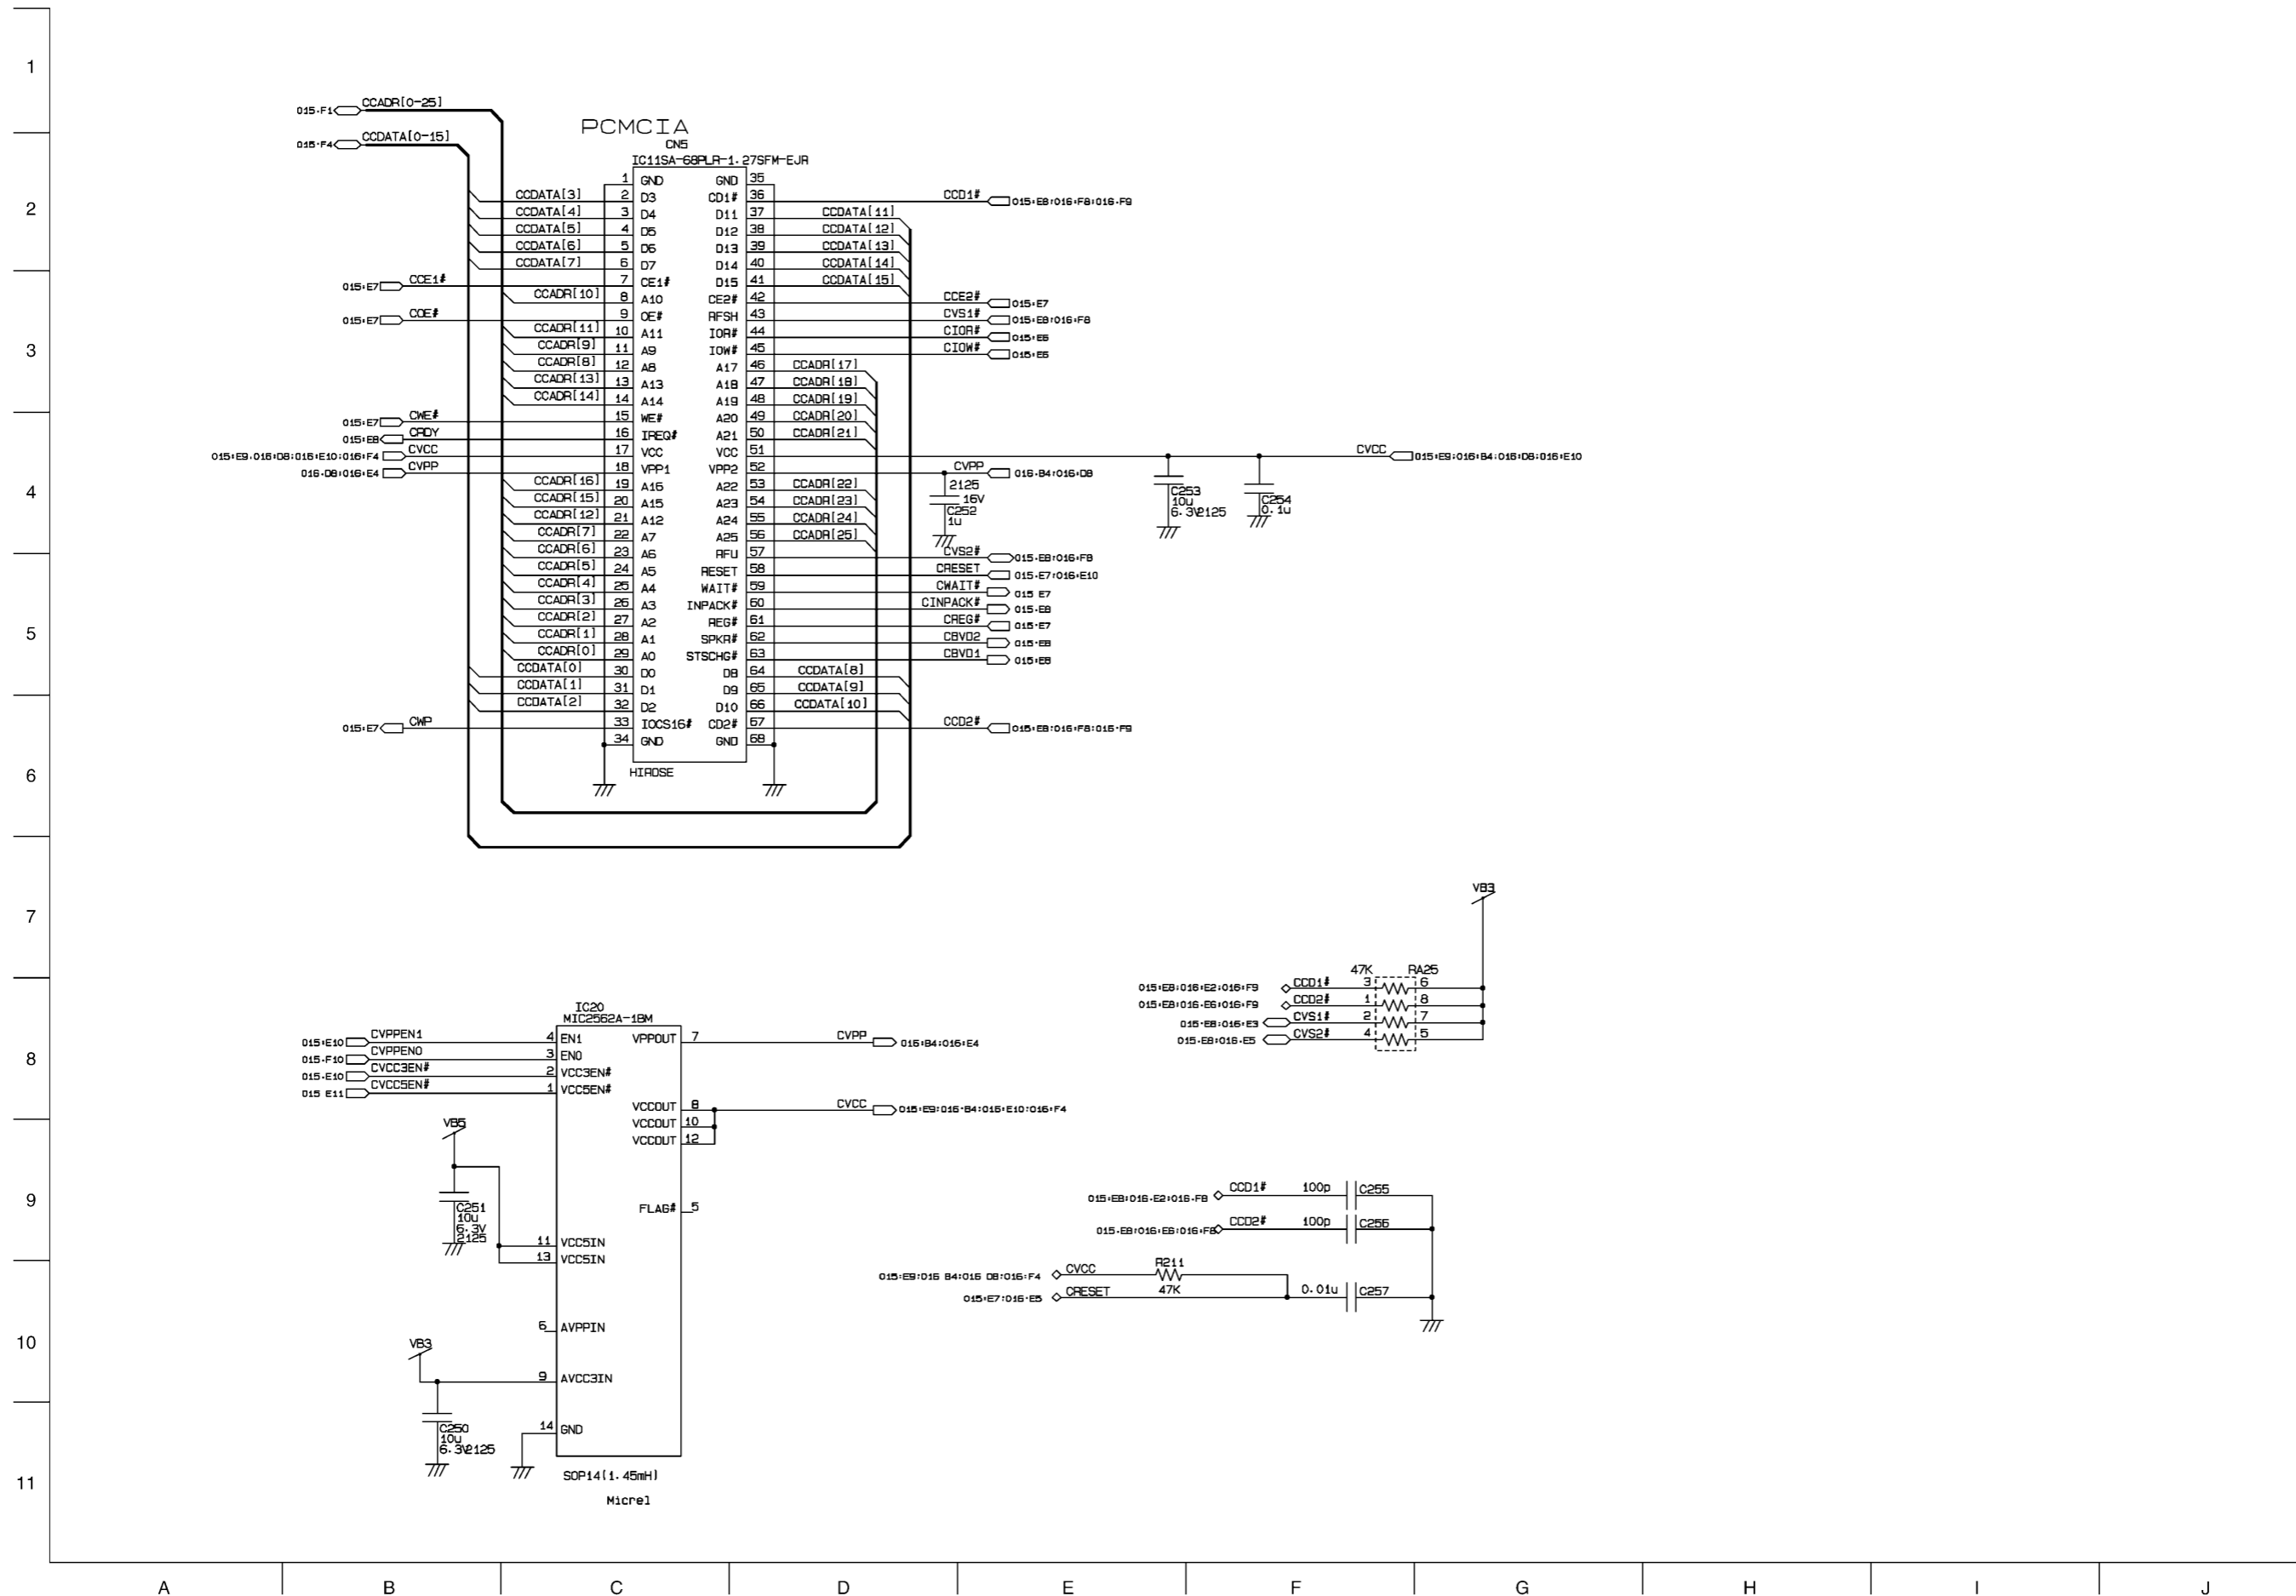 1
CCADR[0-25]
015-F1
PCMCIA
CCDATA[0-15]
015-F4
CN5
IC11SA-68PLR-1.27SFM-EJR
1 GND GND 35
2
CCDATA[3] 2 D3 CD1# 36 CCD1# 015:E8:016:F8:016-F9
CCDATA[4] 3 D4 D11 37 CCDATA[11]
CCDATA[5] 4 D5 D12 38 CCDATA[12]
CCDATA[6] 5 D6 D13 39 CCDATA[13]
CCDATA[7] 6 D7 D14 40 CCDATA[14]
015:E7 CCE1# 7 CE1# D15 41 CCDATA[15]
CCADR[10] 8 A10 CE2# 42 CCE2# 015:E7
015:E7 COE# 9 OE# RFSH 43 CVS1# 015:E8:016:F8
CCADR[11] 10 A11 IOR# 44 CIOR# 015:E6
3
CCADR[9] 11 A9 IOW# 45 CIOW# 015:E6
CCADR[8] 12 A8 A17 46 CCADR[17]
CCADR[13] 13 A13 A18 47 CCADR[18]
CCADR[14] 14 A14 A19 48 CCADR[19]
015:E7 CWE# 15 WE# A20 49 CCADR[20]
015:E8 CRDY 16 IREQ# A21 50 CCADR[21]
015:E9:016:D8:016:E10:016:F4 CVCC 17 VCC VCC 51 CVCC 015:E9:016:B4:016:D8:016:E10
016-D8:016:E4 CVPP 18 VPP1 VPP2 52 CVPP 016-B4:016:D8
4
CCADR[16] 19 A16 A22 53 CCADR[22]
CCADR[15] 20 A15 A23 54 CCADR[23]
CCADR[12] 21 A12 A24 55 CCADR[24]
CCADR[7] 22 A7 A25 56 CCADR[25]
2125
16V
C252
1u
C253
10u
6.3V2125
C254
0.1u
CCADR[6] 23 A6 RFU 57 CVS2# 015-E8:016:F8
CCADR[5] 24 A5 RESET 58 CRESET 015-E7:016:E10
CCADR[4] 25 A4 WAIT# 59 CWAIT# 015 E7
CCADR[3] 26 A3 INPACK# 60 CINPACK# 015-E8
5
CCADR[2] 27 A2 REG# 61 CREG# 015-E7
CCADR[1] 28 A1 SPKR# 62 CBVD2 015-E8
CCADR[0] 29 A0 STSCHG# 63 CBVD1 015:E8
CCDATA[0] 30 D0 D8 64 CCDATA[8]
CCDATA[1] 31 D1 D9 65 CCDATA[9]
CCDATA[2] 32 D2 D10 66 CCDATA[10]
015:E7 CWP 33 IOCS16# CD2# 67 CCD2# 015:E8:016:F8:016-F9
34 GND GND 68
6
HIROSE
7
VB3
47K RA25
015:E8:016:E2:016:F9 CCD1# 3 6
015:E8:016-E6:016:F9 CCD2# 1 8
015-E8:016:E3 CVS1# 2 7
015-E8:016-E5 CVS2# 4 5
IC20
MIC2562A-1BM
8
015:E10 CVPPEN1 4 EN1 VPPOUT 7 CVPP 016:B4:016:E4
015-F10 CVPPEN0 3 EN0
015-E10 CVCC3EN# 2 VCC3EN#
015 E11 CVCC5EN# 1 VCC5EN#
VCCOUT 8 CVCC 015:E9:016-B4:016:E10:016:F4
VCCOUT 10
VCCOUT 12
VB5
9
C251
10u
6.3V
2125
FLAG# 5
11 VCC5IN
13 VCC5IN
015:E8:016-E2:016-F8 CCD1# 100p C255
015-E8:016:E6:016:F8 CCD2# 100p C256
R211
015:E9:016 B4:016 D8:016:F4 CVCC
47K
015:E7:016-E5 CRESET 0.01u C257
10
6 AVPPIN
VB3
9 AVCC3IN
14 GND
C250
10u
6.3V2125
11
SOP14(1.45mH)
Micrel
A B C D E F G H I J